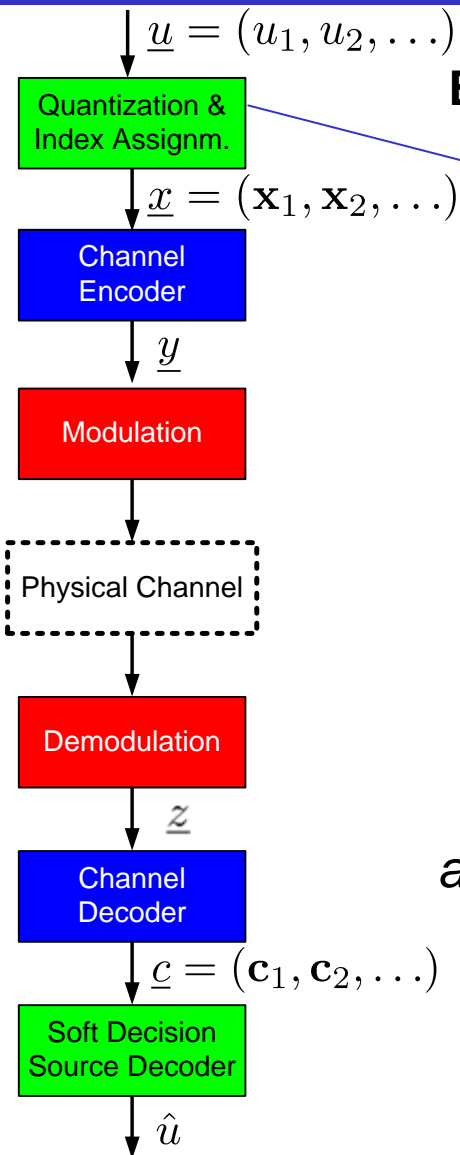 u = (u₁, u₂, …)
E
Quantization &
Index Assignm.
x = (𝐱₁, 𝐱₂, …)
Channel
Encoder
y
Modulation
Physical Channel
Demodulation
z
Channel
Decoder
a
c = (𝐜₁, 𝐜₂, …)
Soft Decision
Source Decoder
û